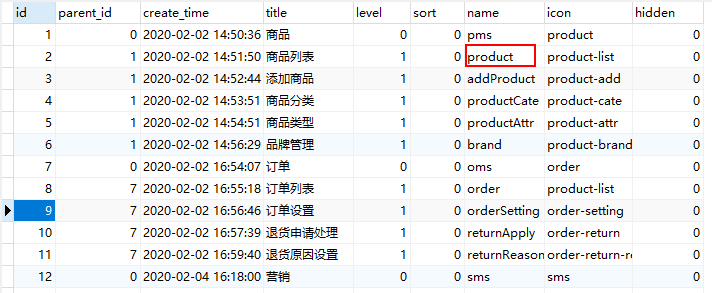 id parent_id create_time title level sort name icon hidden
1 0 2020-02-02 14:50:36 商品 0 0 pms product 0
2 1 2020-02-02 14:51:50 商品列表 1 0 product product-list 0
3 1 2020-02-02 14:52:44 添加商品 1 0 addProduct product-add 0
4 1 2020-02-02 14:53:51 商品分类 1 0 productCate product-cate 0
5 1 2020-02-02 14:54:51 商品类型 1 0 productAttr product-attr 0
6 1 2020-02-02 14:56:29 品牌管理 1 0 brand product-brand 0
7 0 2020-02-02 16:54:07 订单 0 0 oms order 0
8 7 2020-02-02 16:55:18 订单列表 1 0 order product-list 0
9 7 2020-02-02 16:56:46 订单设置 1 0 orderSetting order-setting 0
10 7 2020-02-02 16:57:39 退货申请处理 1 0 returnApply order-return 0
11 7 2020-02-02 16:59:40 退货原因设置 1 0 returnReason order-return-re 0
12 0 2020-02-04 16:18:00 营销 0 0 sms sms 0